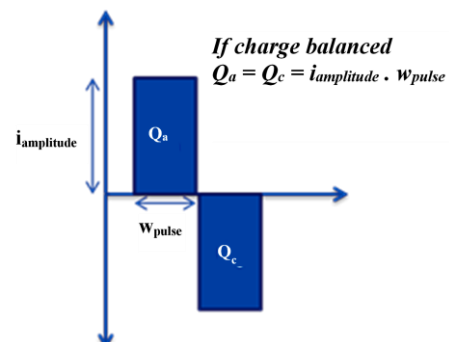 If charge balanced
Qa = Qc = iamplitude . wpulse
Qa
iamplitude
wpulse
Qc_